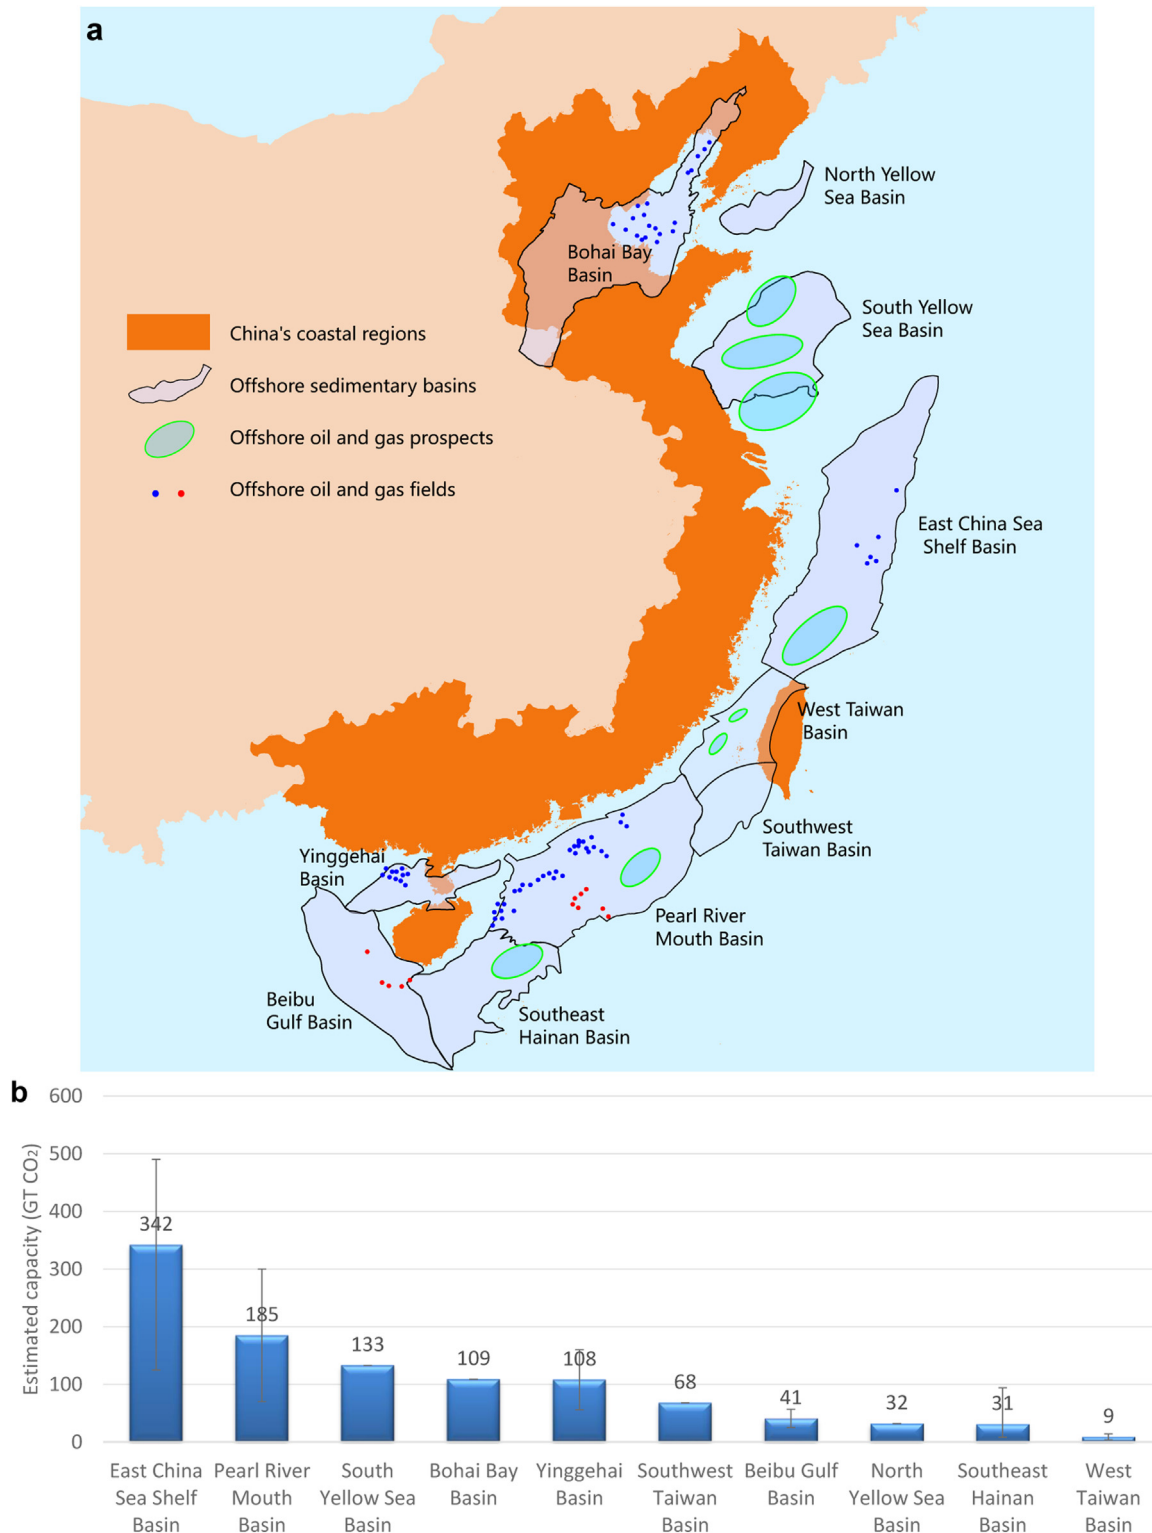 a
North Yellow
Sea Basin
Bohai Bay
Basin
South Yellow
Sea Basin
China's coastal regions
Offshore sedimentary basins
Offshore oil and gas prospects
Offshore oil and gas fields
East China Sea
Shelf Basin
West Taiwan
Basin
Southwest
Taiwan Basin
Yinggehai
Basin
Pearl River
Mouth Basin
Beibu
Gulf Basin
Southeast
Hainan Basin
b
Estimated capacity (GT CO₂)
600
500
400
300
200
100
0
342
185
133
109
108
68
41
32
31
9
East China
Sea Shelf
Basin
Pearl River
Mouth
Basin
South
Yellow Sea
Basin
Bohai Bay
Basin
Yinggehai
Basin
Southwest
Taiwan
Basin
Beibu Gulf
Basin
North
Yellow Sea
Basin
Southeast
Hainan
Basin
West
Taiwan
Basin